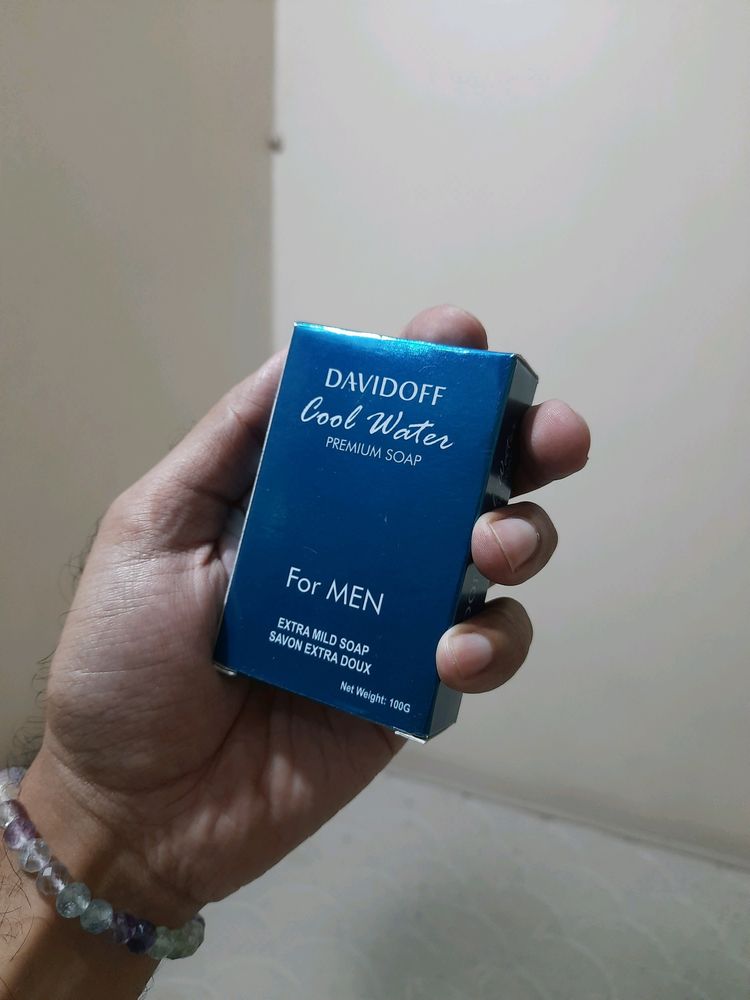 DAVIDOFF
Cool Water
PREMIUM SOAP
For MEN
EXTRA MILD SOAP
SAVON EXTRA DOUX
Net Weight: 100G